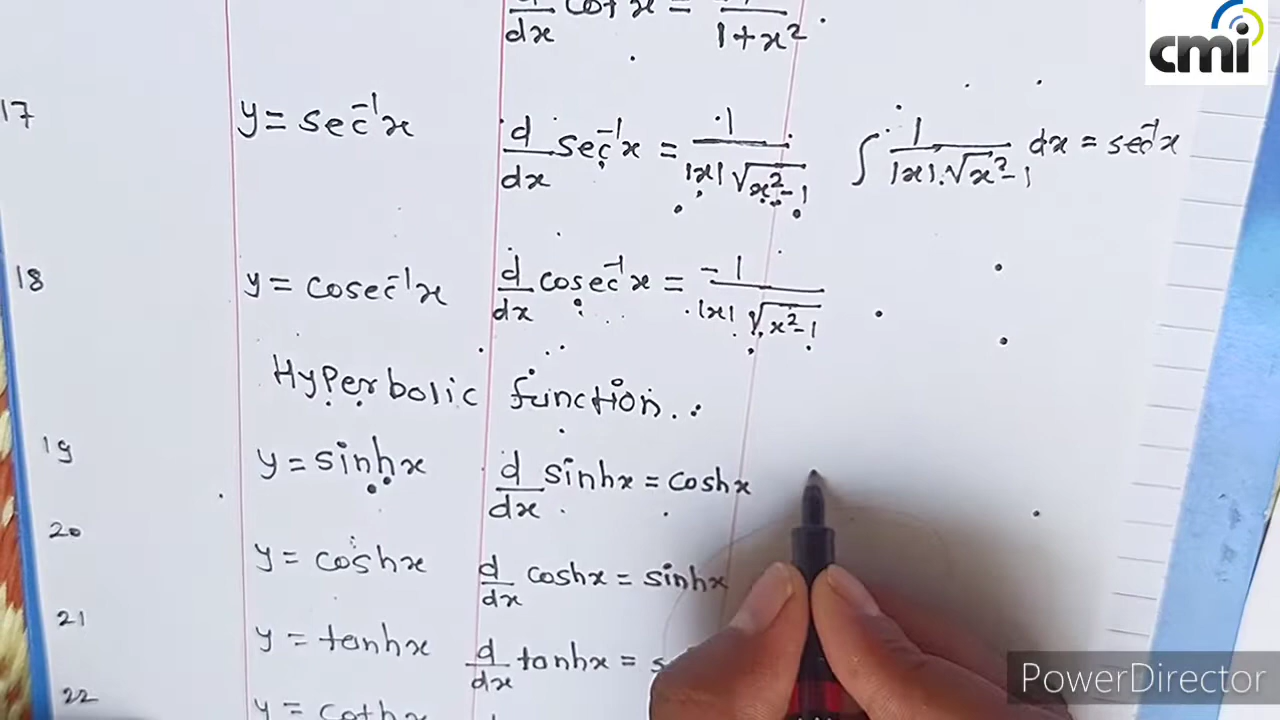 d/dx cot x = 1+x².
cmi
17 y = sec⁻¹x d/dx sec⁻¹x = 1/|x|√x²-1 ∫ 1/|x|.√x²-1 dx = sec⁻¹x
18 y = cosec⁻¹x d/dx cosec⁻¹x = -1/|x|√x²-1
Hyperbolic function.
19 y = sinhx d/dx sinhx = coshx
20 y = coshx d/dx coshx = sinhx
21 y = tanhx d/dx tanhx = s
22 y = cothx
PowerDirector